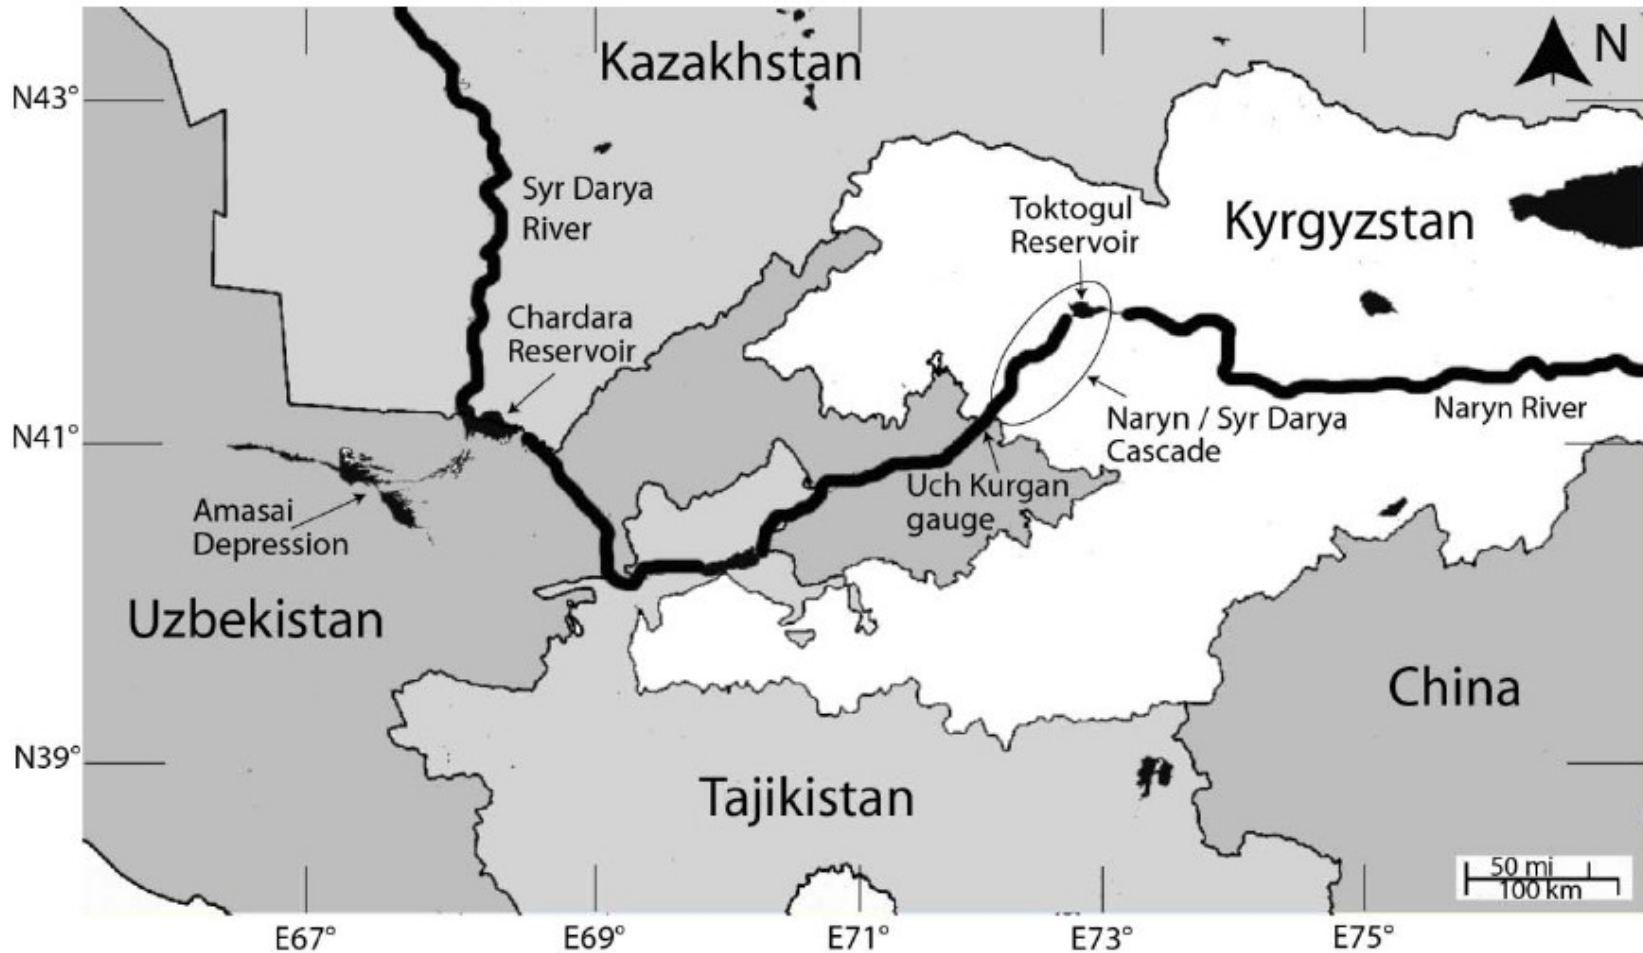 Kazakhstan
N
N43°
Syr Darya
River
Toktogul
Reservoir
Kyrgyzstan
Chardara
Reservoir
Naryn River
Naryn / Syr Darya
Cascade
N41°
Uch Kurgan
gauge
Amasai
Depression
Uzbekistan
China
N39°
Tajikistan
50 mi
100 km
E67°
E69°
E71°
E73°
E75°